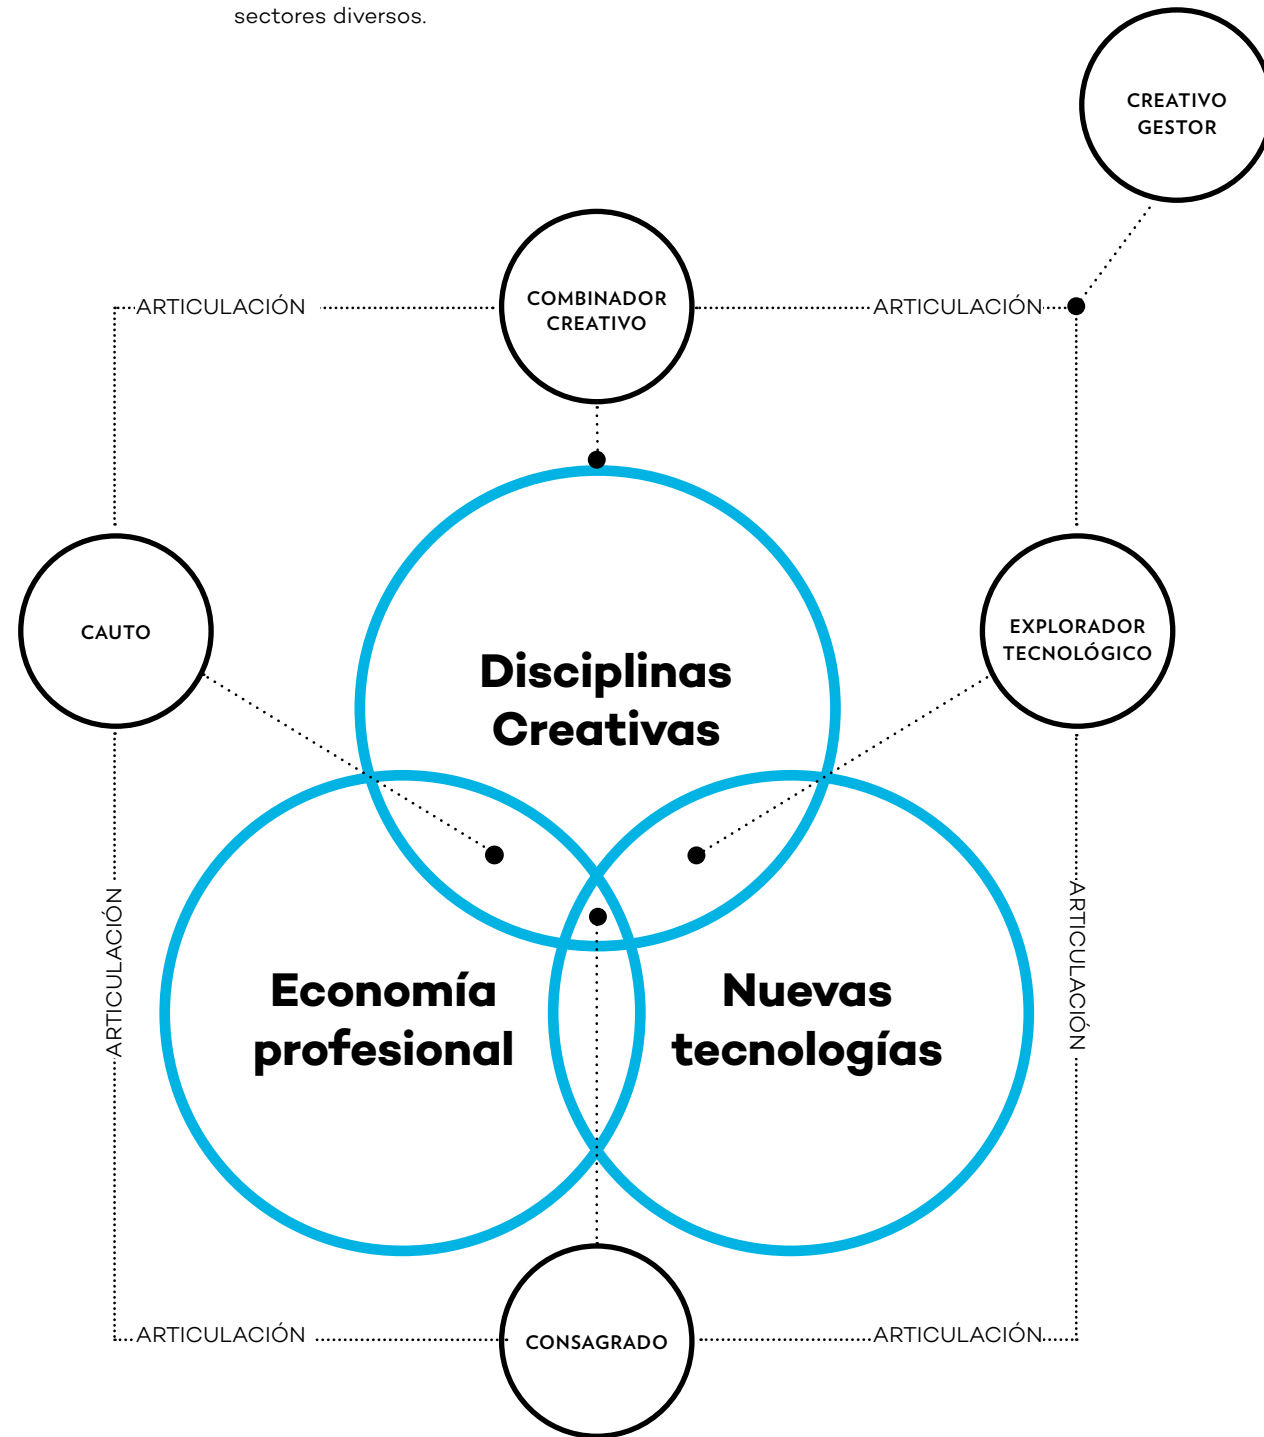 sectores diversos.
CREATIVO
GESTOR
COMBINADOR
CREATIVO
ARTICULACIÓN
ARTICULACIÓN
CAUTO
EXPLORADOR
TECNOLÓGICO
Disciplinas
Creativas
ARTICULACIÓN
ARTICULACIÓN
Economía
profesional
Nuevas
tecnologías
ARTICULACIÓN
CONSAGRADO
ARTICULACIÓN